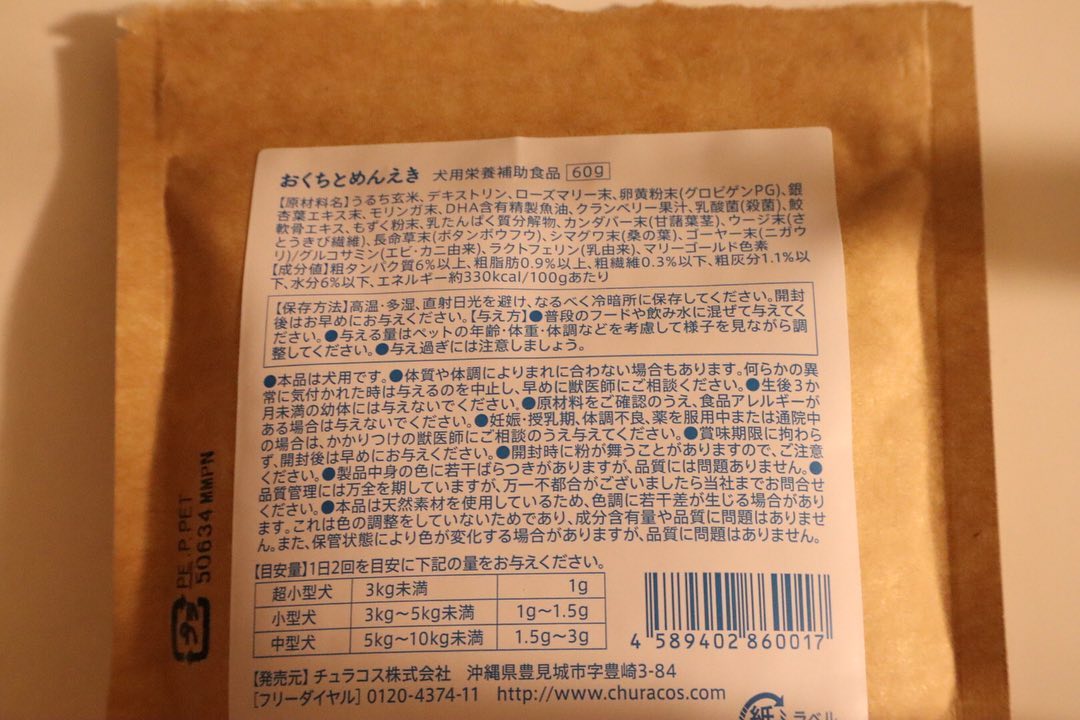 おくちとめんえき 犬用栄養補助食品 60g
【原材料名】うるち玄米、デキストリン、ローズマリー末、卵黄粉末(グロビゲンPG)、銀
杏葉エキス末、モリンガ末、DHA含有精製魚油、クランベリー果汁、乳酸菌(殺菌)、鮫
軟骨エキス、もずく粉末、乳たんぱく質分解物、カンダバー末(甘藷葉茎)、ウージ末(さ
とうきび繊維)、長命草末(ボタンボウフウ)、シマグワ末(桑の葉)、ゴーヤー末(ニガウ
リ)/グルコサミン(エビ・カニ由来)、ラクトフェリン(乳由来)、マリーゴールド色素
【成分値】粗タンパク質6%以上、粗脂肪0.9%以上、粗繊維0.3%以下、粗灰分1.1%以
下、水分6%以下、エネルギー約330kcal/100gあたり
【保存方法】高温・多湿、直射日光を避け、なるべく冷暗所に保存してください。開封
後はお早めにお与えください。【与え方】●普段のフードや飲み水に混ぜて与えてく
ださい。●与える量はペットの年齢・体重・体調などを考慮して様子を見ながら調
整してください。●与え過ぎには注意しましょう。
●本品は犬用です。●体質や体調によりまれに合わない場合もあります。何らかの異
常に気付かれた時は与えるのを中止し、早めに獣医師にご相談ください。●生後3か
月未満の幼体には与えないでください。●原材料をご確認のうえ、食品アレルギーが
ある場合は与えないでください。●妊娠・授乳期、体調不良、薬を服用中または通院中
の場合は、かかりつけの獣医師にご相談のうえ与えてください。●賞味期限に拘わら
ず、開封後は早めにお与えください。●開封時に粉が舞うことがありますので、ご注意
ください。●製品中身の色に若干ばらつきがありますが、品質には問題ありません。●
品質管理には万全を期していますが、万一不都合がございましたら当社までお問合せ
ください。●本品は天然素材を使用しているため、色調に若干差が生じる場合があり
ます。これは色の調整をしていないためであり、成分含有量や品質に問題はありませ
ん。また、保管状態により色が変化する場合がありますが、品質に問題はありません。
【目安量】1日2回を目安に下記の量をお与えください。
超小型犬 3kg未満 1g
小型犬 3kg～5kg未満 1g～1.5g
中型犬 5kg～10kg未満 1.5g～3g
4 589402 860017
【発売元】チュラコス株式会社 沖縄県豊見城市字豊崎3-84
[フリーダイヤル] 0120-4374-11 http://www.churacos.com
紙 ミラベル
プラ
PE,P,PET
50634MMPN